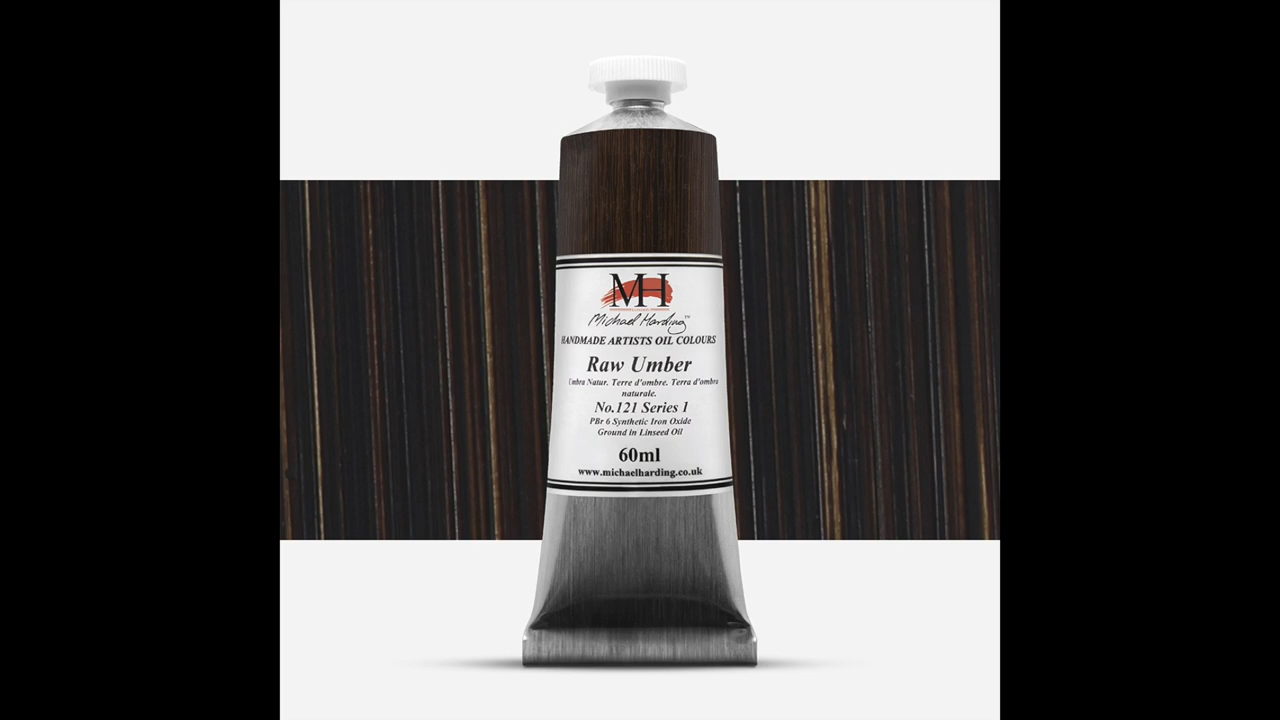 MH
Michael Harding™
HANDMADE ARTISTS OIL COLOURS
Raw Umber
Umbra Natur. Terre d'ombre. Terra d'ombra
naturale.
No.121 Series 1
PBr 6 Synthetic Iron Oxide
Ground in Linseed Oil
60ml
www.michaelharding.co.uk